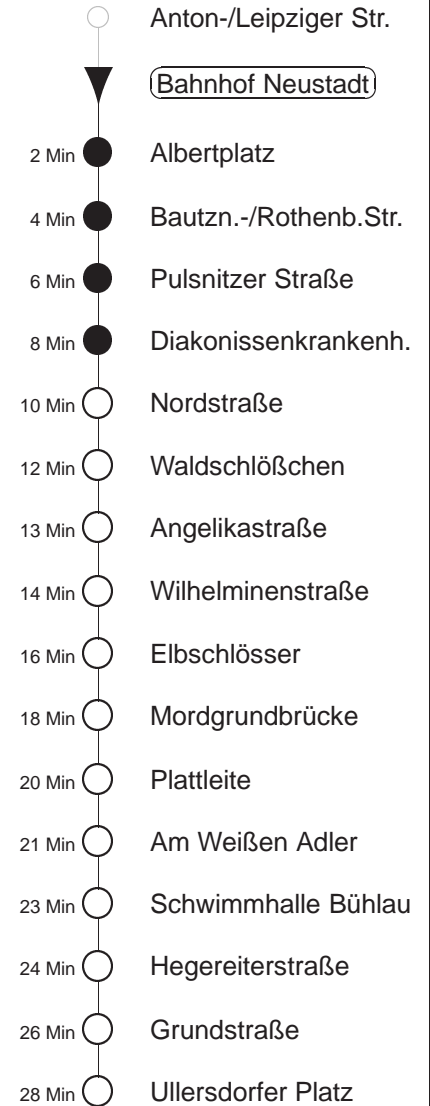 Anton-/Leipziger Str.
Bahnhof Neustadt
2 Min Albertplatz
4 Min Bautzn.-/Rothenb.Str.
6 Min Pulsnitzer Straße
8 Min Diakonissenkrankenh.
10 Min Nordstraße
12 Min Waldschlößchen
13 Min Angelikastraße
14 Min Wilhelminenstraße
16 Min Elbschlösser
18 Min Mordgrundbrücke
20 Min Plattleite
21 Min Am Weißen Adler
23 Min Schwimmhalle Bühlau
24 Min Hegereiterstraße
26 Min Grundstraße
28 Min Ullersdorfer Platz